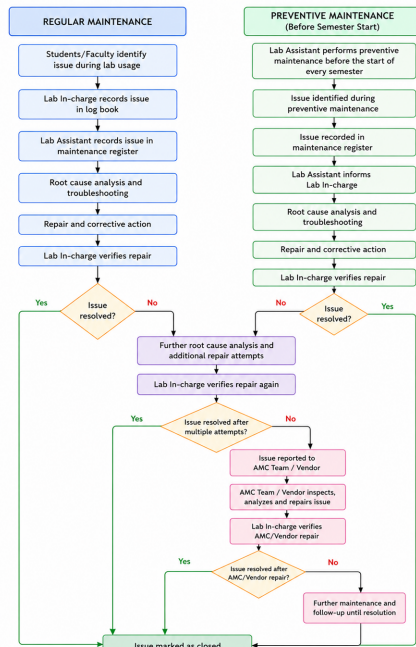 REGULAR MAINTENANCE
Students/Faculty identify
issue during lab usage
Lab In-charge records issue
in log book
Lab Assistant records issue in
maintenance register
Root cause analysis and
troubleshooting
Repair and corrective action
Lab In-charge verifies repair
Yes
Issue
resolved?
No
PREVENTIVE MAINTENANCE
(Before Semester Start)
Lab Assistant performs preventive
maintenance before the start of
every semester
Issue identified during
preventive maintenance
Issue recorded in
maintenance register
Lab Assistant informs
Lab In-charge
Root cause analysis and
troubleshooting
Repair and corrective action
Lab In-charge verifies repair
No
Issue
resolved?
Yes
Further root cause analysis and
additional repair attempts
Lab In-charge verifies repair again
Yes
Issue resolved after
multiple attempts?
No
Issue reported to
AMC Team / Vendor
AMC Team / Vendor inspects,
analyzes and repairs issue
Lab In-charge verifies
AMC/Vendor repair
Yes
Issue resolved after
AMC/Vendor repair?
No
Further maintenance and
follow-up until resolution
Issue marked as closed